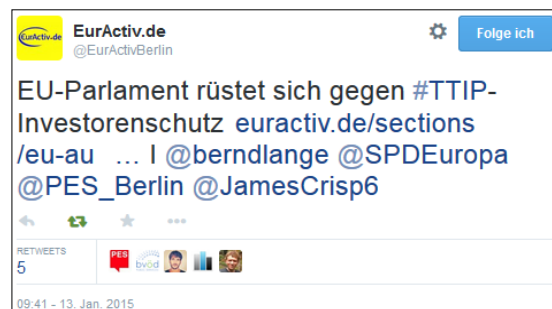 EurActiv.de
EurActiv.de
@EurActivBerlin
Folge ich
EU-Parlament rüstet sich gegen #TTIP-
Investorenschutz euractiv.de/sections
/eu-au ... I @berndlange @SPDEuropa
@PES_Berlin @JamesCrisp6
RETWEETS
5
PES
bvöd
09:41 - 13. Jan. 2015